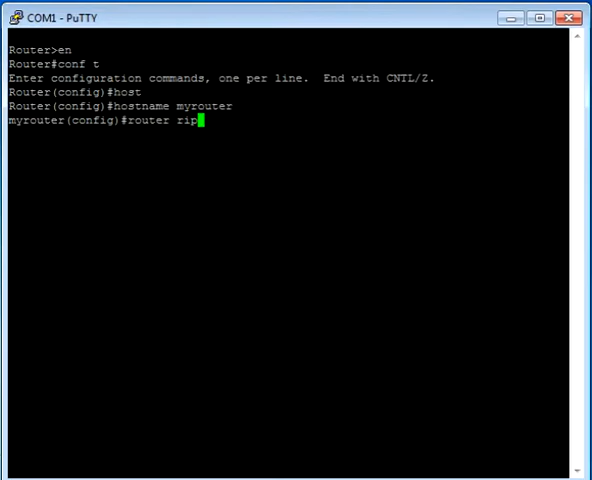 COM1 - PuTTY
Router>en
Router#conf t
Enter configuration commands, one per line.  End with CNTL/Z.
Router(config)#host
Router(config)#hostname myrouter
myrouter(config)#router rip